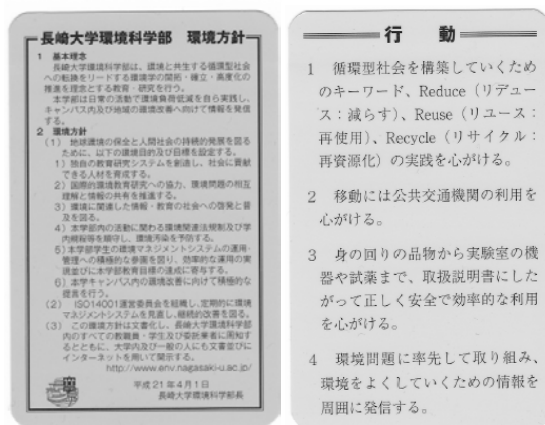 長崎大学環境科学部 環境方針
1 基本理念
長崎大学環境科学部は、環境と共生する循環型社会
への転換をリードする環境学の開拓・確立・高度化の
推進を理念とする教育・研究を行う。
本学部は日常の活動で環境負荷低減を自ら実践し、
キャンパス内及び地域の環境改善へ向けて情報を発信
する。
2 環境方針
(1) 地球環境の保全と人間社会の持続的発展を図る
ために、以下の環境目的及び目標を設定する。
1)独自の教育研究システムを創造し、社会に貢献
できる人材を育成する。
2)国際的環境教育研究への協力、環境問題の相互
理解と情報の共有を推進する。
3)環境に関連した情報・教育の社会への啓発と普
及を図る。
4)本学部内の活動に関わる環境関連法規制及び学
内規程等を順守し、環境汚染を予防する。
5)本学部学生の環境マネジメントシステムの運用・
管理への積極的な参画を図り、効率的な運用の実
現並びに本学部教育目標の達成に寄与する。
6)本学キャンパス内の環境改善に向けて積極的な
提言を行う。
(2) ISO14001運営委員会を組織し、定期的に環境
マネジメントシステムを見直し、継続的改善を図る。
(3) この環境方針は文書化し、長崎大学環境科学部
内のすべての教職員・学生及び委託業者に周知す
るとともに、大学内及び一般の人にも文書並びに
インターネットを用いて開示する。
http://www.env.nagasaki-u.ac.jp/
平成21年4月1日
長崎大学環境科学部長
行 動
1 循環型社会を構築していくため
のキーワード、Reduce(リデュー
ス:減らす)、Reuse(リユース:
再使用)、Recycle(リサイクル:
再資源化)の実践を心がける。
2 移動には公共交通機関の利用を
心がける。
3 身の回りの品物から実験室の機
器や試薬まで、取扱説明書にした
がって正しく安全で効率的な利用
を心がける。
4 環境問題に率先して取り組み、
環境をよくしていくための情報を
周囲に発信する。